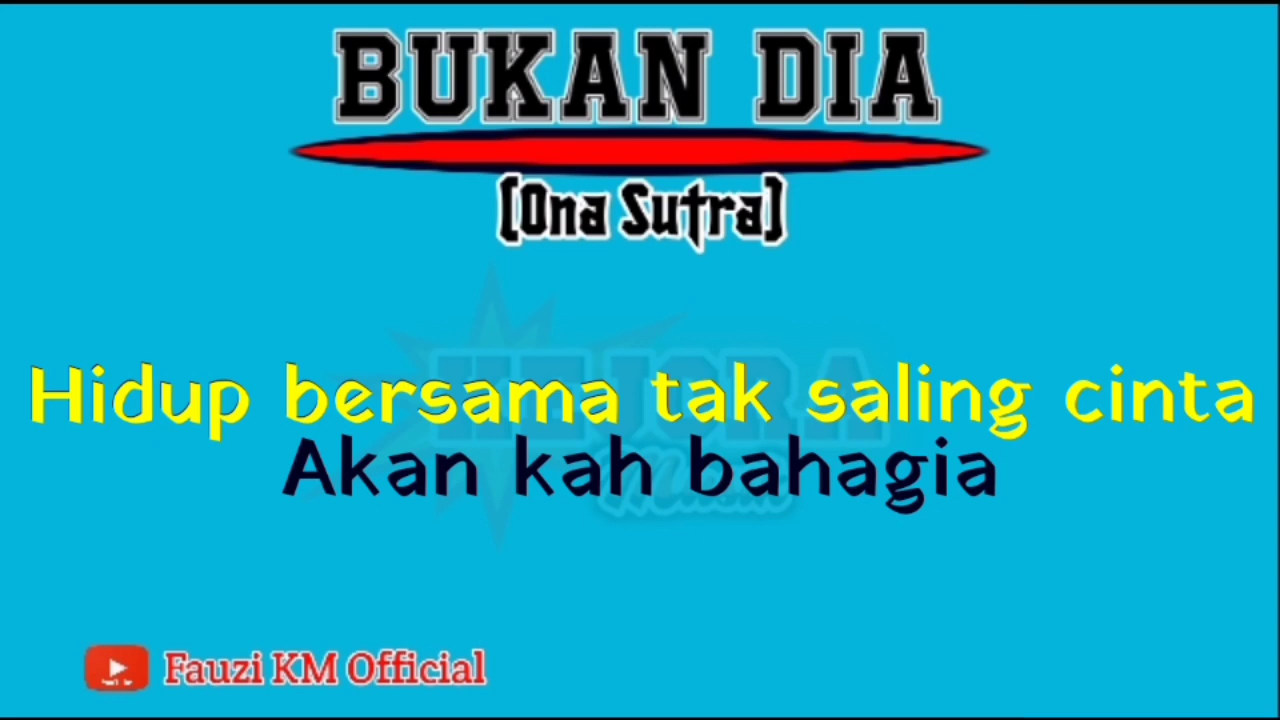 BUKAN DIA
[Ona Sutra]
Hidup bersama tak saling cinta
Akan kah bahagia
Fauzi KM Official